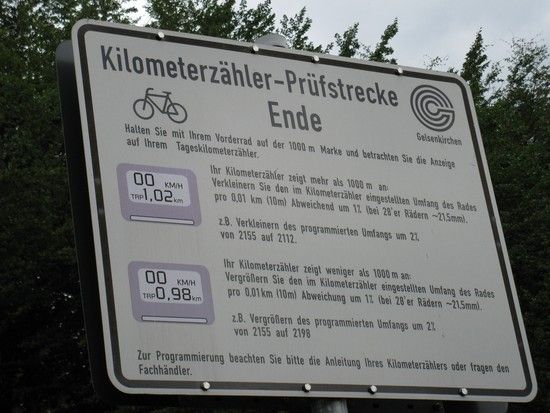 Kilometerzähler-Prüfstrecke
Ende
Gelsenkirchen
Halten Sie mit Ihrem Vorderrad auf der 1000 m Marke und betrachten Sie die Anzeige
auf Ihrem Tageskilometerzähler.
00 KM/H
TRP 1,02 km
Ihr Kilometerzähler zeigt mehr als 1000 m an:
Verkleinern Sie den im Kilometerzähler eingestellten Umfang des Rades
pro 0,01 km (10m) Abweichend um 1% (bei 28'er Rädern ~21,5mm).
z.B. Verkleinern des programmierten Umfangs um 2%
von 2155 auf 2112.
00 KM/H
TRP 0,98 km
Ihr Kilometerzähler zeigt weniger als 1000 m an:
Vergrößern Sie den im Kilometerzähler eingestellten Umfang des Rades
pro 0,01 km (10m) Abweichung um 1% (bei 28'er Rädern ~21,5mm).
z.B. Vergrößern des programmierten Umfangs um 2%
von 2155 auf 2198
Zur Programmierung beachten Sie bitte die Anleitung Ihres Kilometerzählers oder fragen den
Fachhändler.